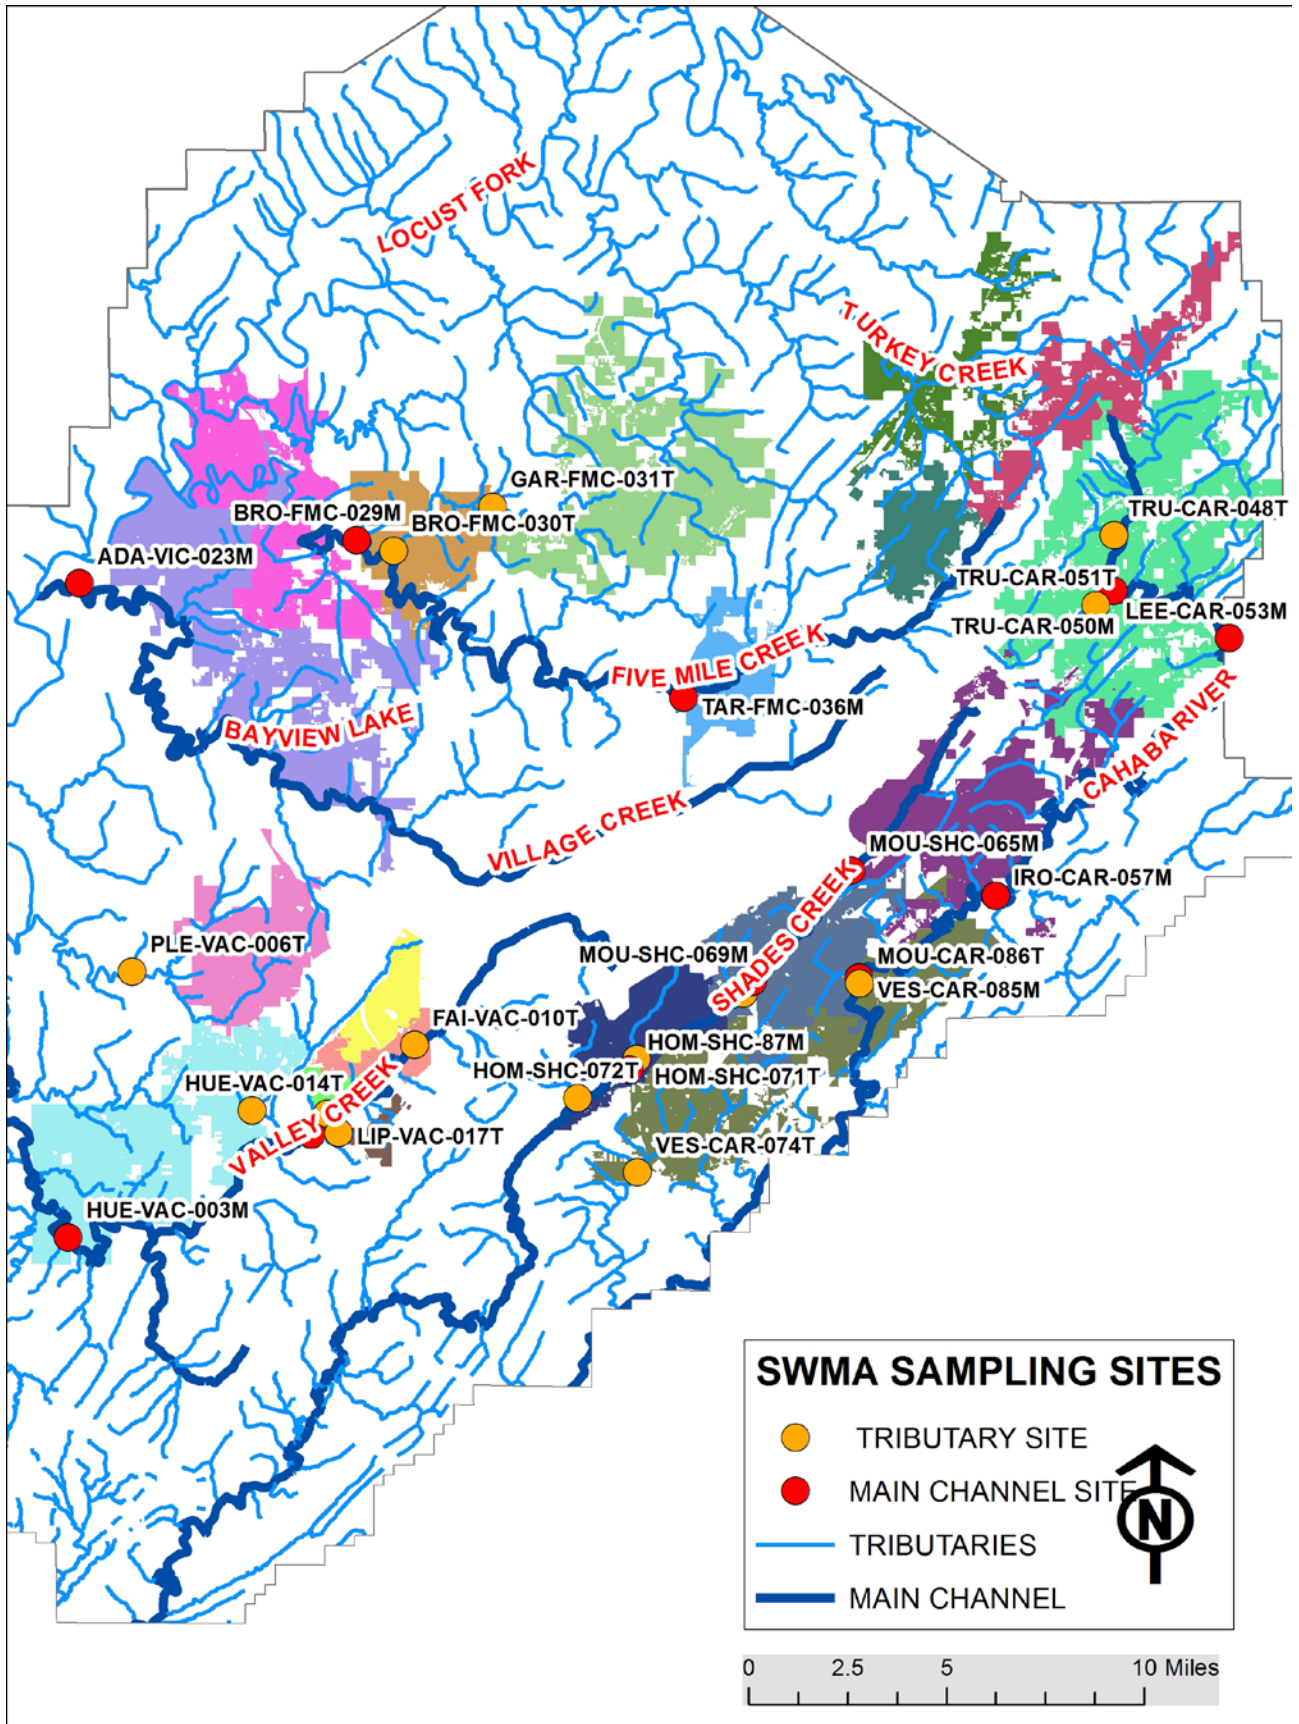 LOCUST FORK
TURKEY CREEK
GAR-FMC-031T
BRO-FMC-029M
BRO-FMC-030T
TRU-CAR-048T
ADA-VIC-023M
TRU-CAR-051T
LEE-CAR-053M
TRU-CAR-050M
FIVE MILE CREEK
TAR-FMC-036M
BAYVIEW LAKE
CAHABA RIVER
VILLAGE CREEK
MOU-SHC-065M
IRO-CAR-057M
PLE-VAC-006T
MOU-SHC-069M
SHADES CREEK
MOU-CAR-086T
VES-CAR-085M
FAI-VAC-010T
HOM-SHC-87M
HOM-SHC-072T
HOM-SHC-071T
HUE-VAC-014T
VALLEY CREEK
LIP-VAC-017T
VES-CAR-074T
HUE-VAC-003M
SWMA SAMPLING SITES
TRIBUTARY SITE
MAIN CHANNEL SITE
N
TRIBUTARIES
MAIN CHANNEL
0 2.5 5 10 Miles